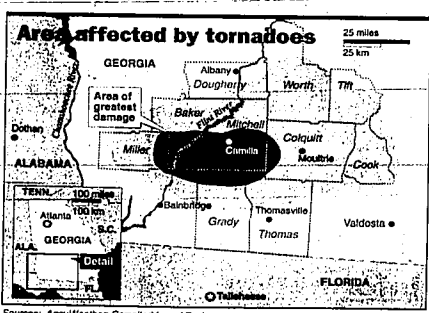 Area affected by tornadoes
25 miles
25 km
GEORGIA
Albany
Dougherty
Worth
Tift
Area of
greatest
damage
Baker
Flint River
Mitchell
Dothan
Chattahoochee River
Miller
Camilla
Colquitt
Moultrie
Cook
ALABAMA
TENN.
100 miles
100 km
Atlanta
S.C.
GEORGIA
ALA.
Detail
FL
Bainbridge
Grady
Thomasville
Thomas
Valdosta
FLORIDA
Tallahassee